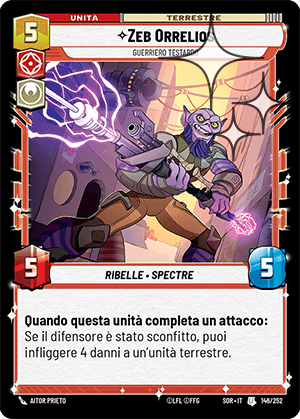 UNITÀ
TERRESTRE
5
ZEB ORRELIOS
GUERRIERO TESTARDO
5
5
RIBELLE • SPECTRE
Quando questa unità completa un attacco:
Se il difensore è stato sconfitto, puoi
infliggere 4 danni a un'unità terrestre.
AITOR PRIETO
©LFL ©FFG
SOR • IT
146/252